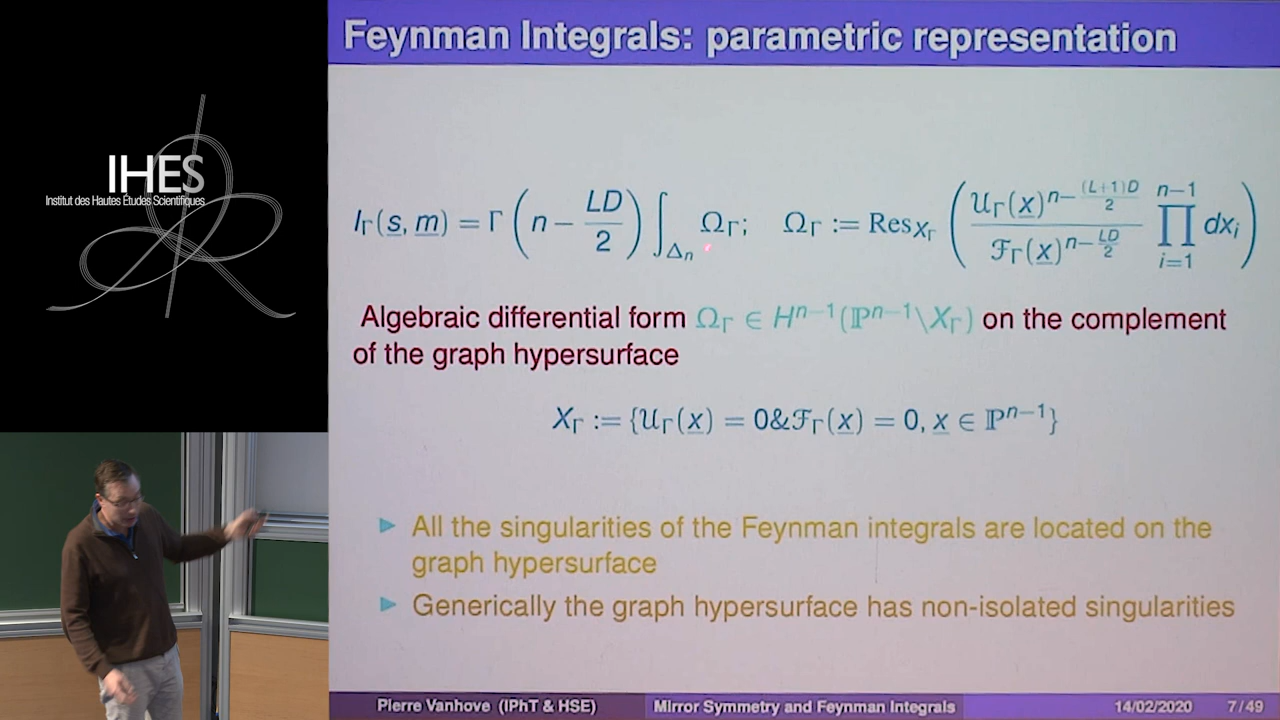 Feynman Integrals: parametric representation
IHES
Institut des Hautes Études Scientifiques
I_Γ(s, m) = Γ ( n − LD/2 ) ∫_{Δ_n} Ω_Γ; Ω_Γ := Res_{X_Γ} ( 𝒰_Γ(x)^{n−(L+1)D/2} / ℱ_Γ(x)^{n−LD/2} ∏_{i=1}^{n−1} dx_i )
Algebraic differential form Ω_Γ ∈ H^{n−1}(ℙ^{n−1}\X_Γ) on the complement
of the graph hypersurface
X_Γ := {𝒰_Γ(x) = 0&ℱ_Γ(x) = 0, x ∈ ℙ^{n−1}}
All the singularities of the Feynman integrals are located on the
graph hypersurface
Generically the graph hypersurface has non-isolated singularities
Pierre Vanhove (IPhT & HSE) Mirror Symmetry and Feynman Integrals 14/02/2020 7/49